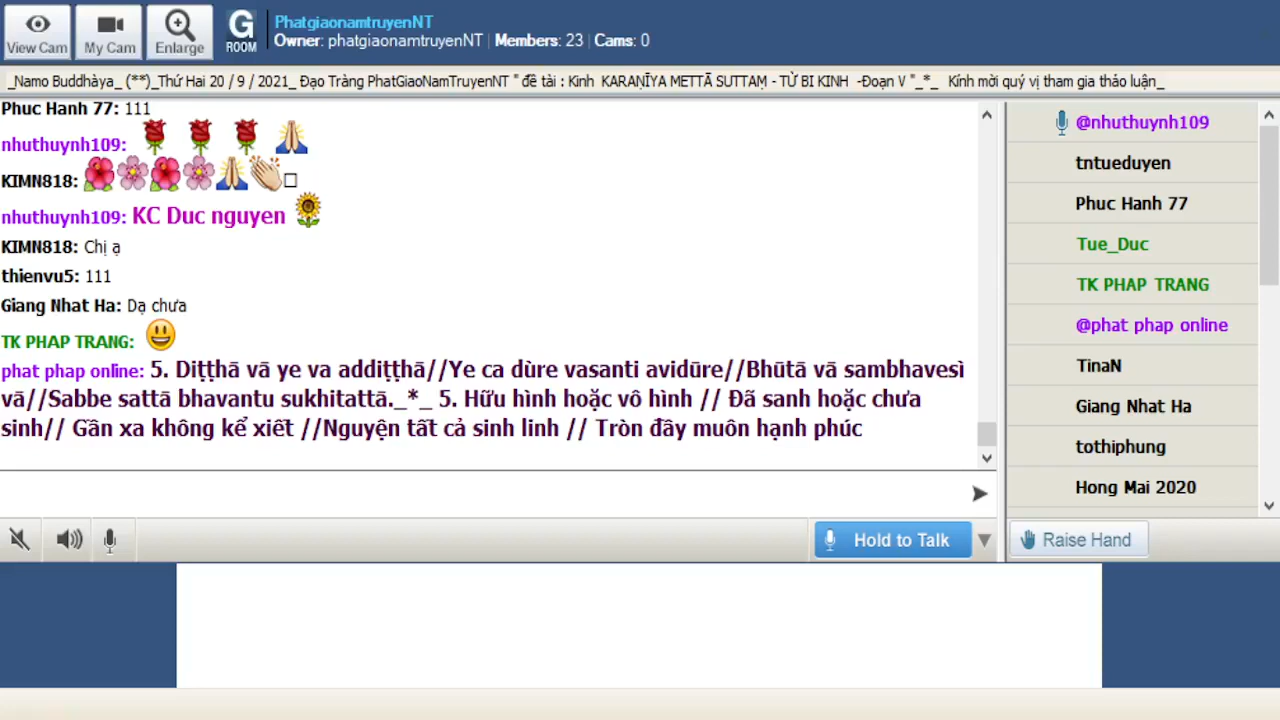 View Cam
My Cam
Enlarge
G
ROOM
PhatgiaonamtruyenNT
Owner: phatgiaonamtruyenNT | Members: 23 | Cams: 0
_Namo Buddhàya_ (**)_Thứ Hai 20 / 9 / 2021_ Đạo Tràng PhatGiaoNamTruyenNT " đề tài : Kinh KARAṆĪYA METTĀ SUTTAṂ - TỪ BI KINH -Đoạn V "_*_ Kính mời quý vị tham gia thảo luận_
Phuc Hanh 77: 111
nhuthuynh109:
KIMN818:
nhuthuynh109: KC Duc nguyen
KIMN818: Chị ạ
thienvu5: 111
Giang Nhat Ha: Dạ chưa
TK PHAP TRANG:
phat phap online: 5. Diṭṭhā vā ye va addiṭṭhā//Ye ca dùre vasanti avidūre//Bhūtā vā sambhavesì
vā//Sabbe sattā bhavantu sukhitattā._*_ 5. Hữu hình hoặc vô hình // Đã sanh hoặc chưa
sinh// Gần xa không kể xiết //Nguyện tất cả sinh linh // Tròn đầy muôn hạnh phúc
@nhuthuynh109
tntueduyen
Phuc Hanh 77
Tue_Duc
TK PHAP TRANG
@phat phap online
TinaN
Giang Nhat Ha
tothiphung
Hong Mai 2020
Hold to Talk
Raise Hand